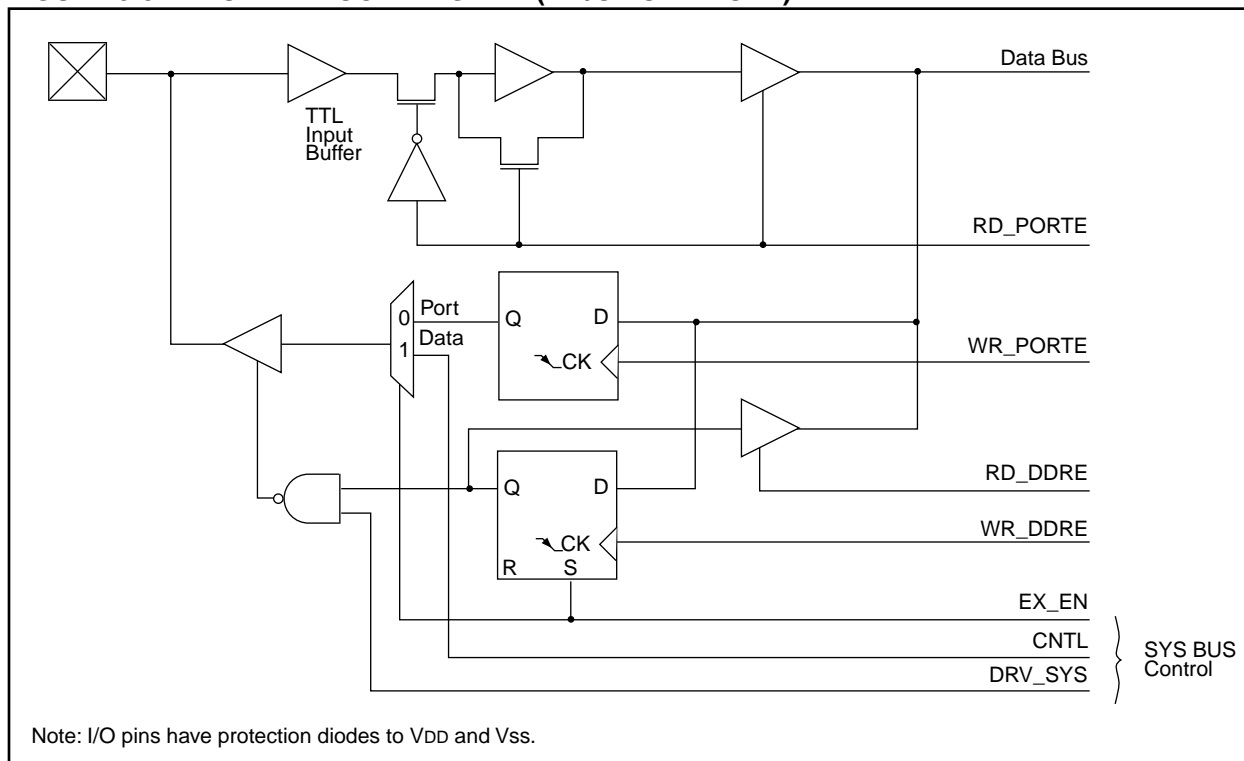 Data Bus
TTL
Input
Buffer
RD_PORTE
Port
0
Data
1
Q
D
CK
WR_PORTE
RD_DDRE
Q
D
CK
R
S
WR_DDRE
EX_EN
CNTL
DRV_SYS
SYS BUS
Control
Note: I/O pins have protection diodes to VDD and Vss.